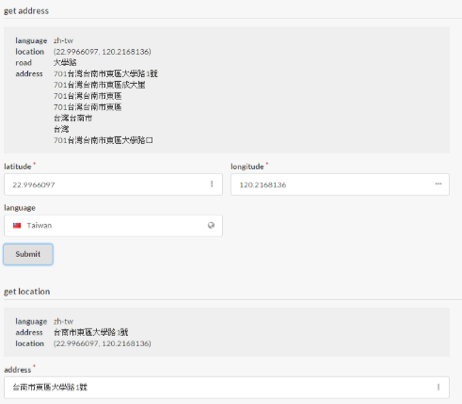 get address
language zh-tw
location (22.9966097, 120.2168136)
road 大學路
address 701台灣台南市東區大學路1號
701台灣台南市東區成大里
701台灣台南市東區
701台灣台南市東區
台灣台南市
台灣
701台灣台南市東區大學路口
latitude * longitude *
22.9966097 120.2168136
language
Taiwan
Submit
get location
language zh-tw
address 台南市東區大學路1號
location (22.9966097, 120.2168136)
address *
台南市東區大學路1號